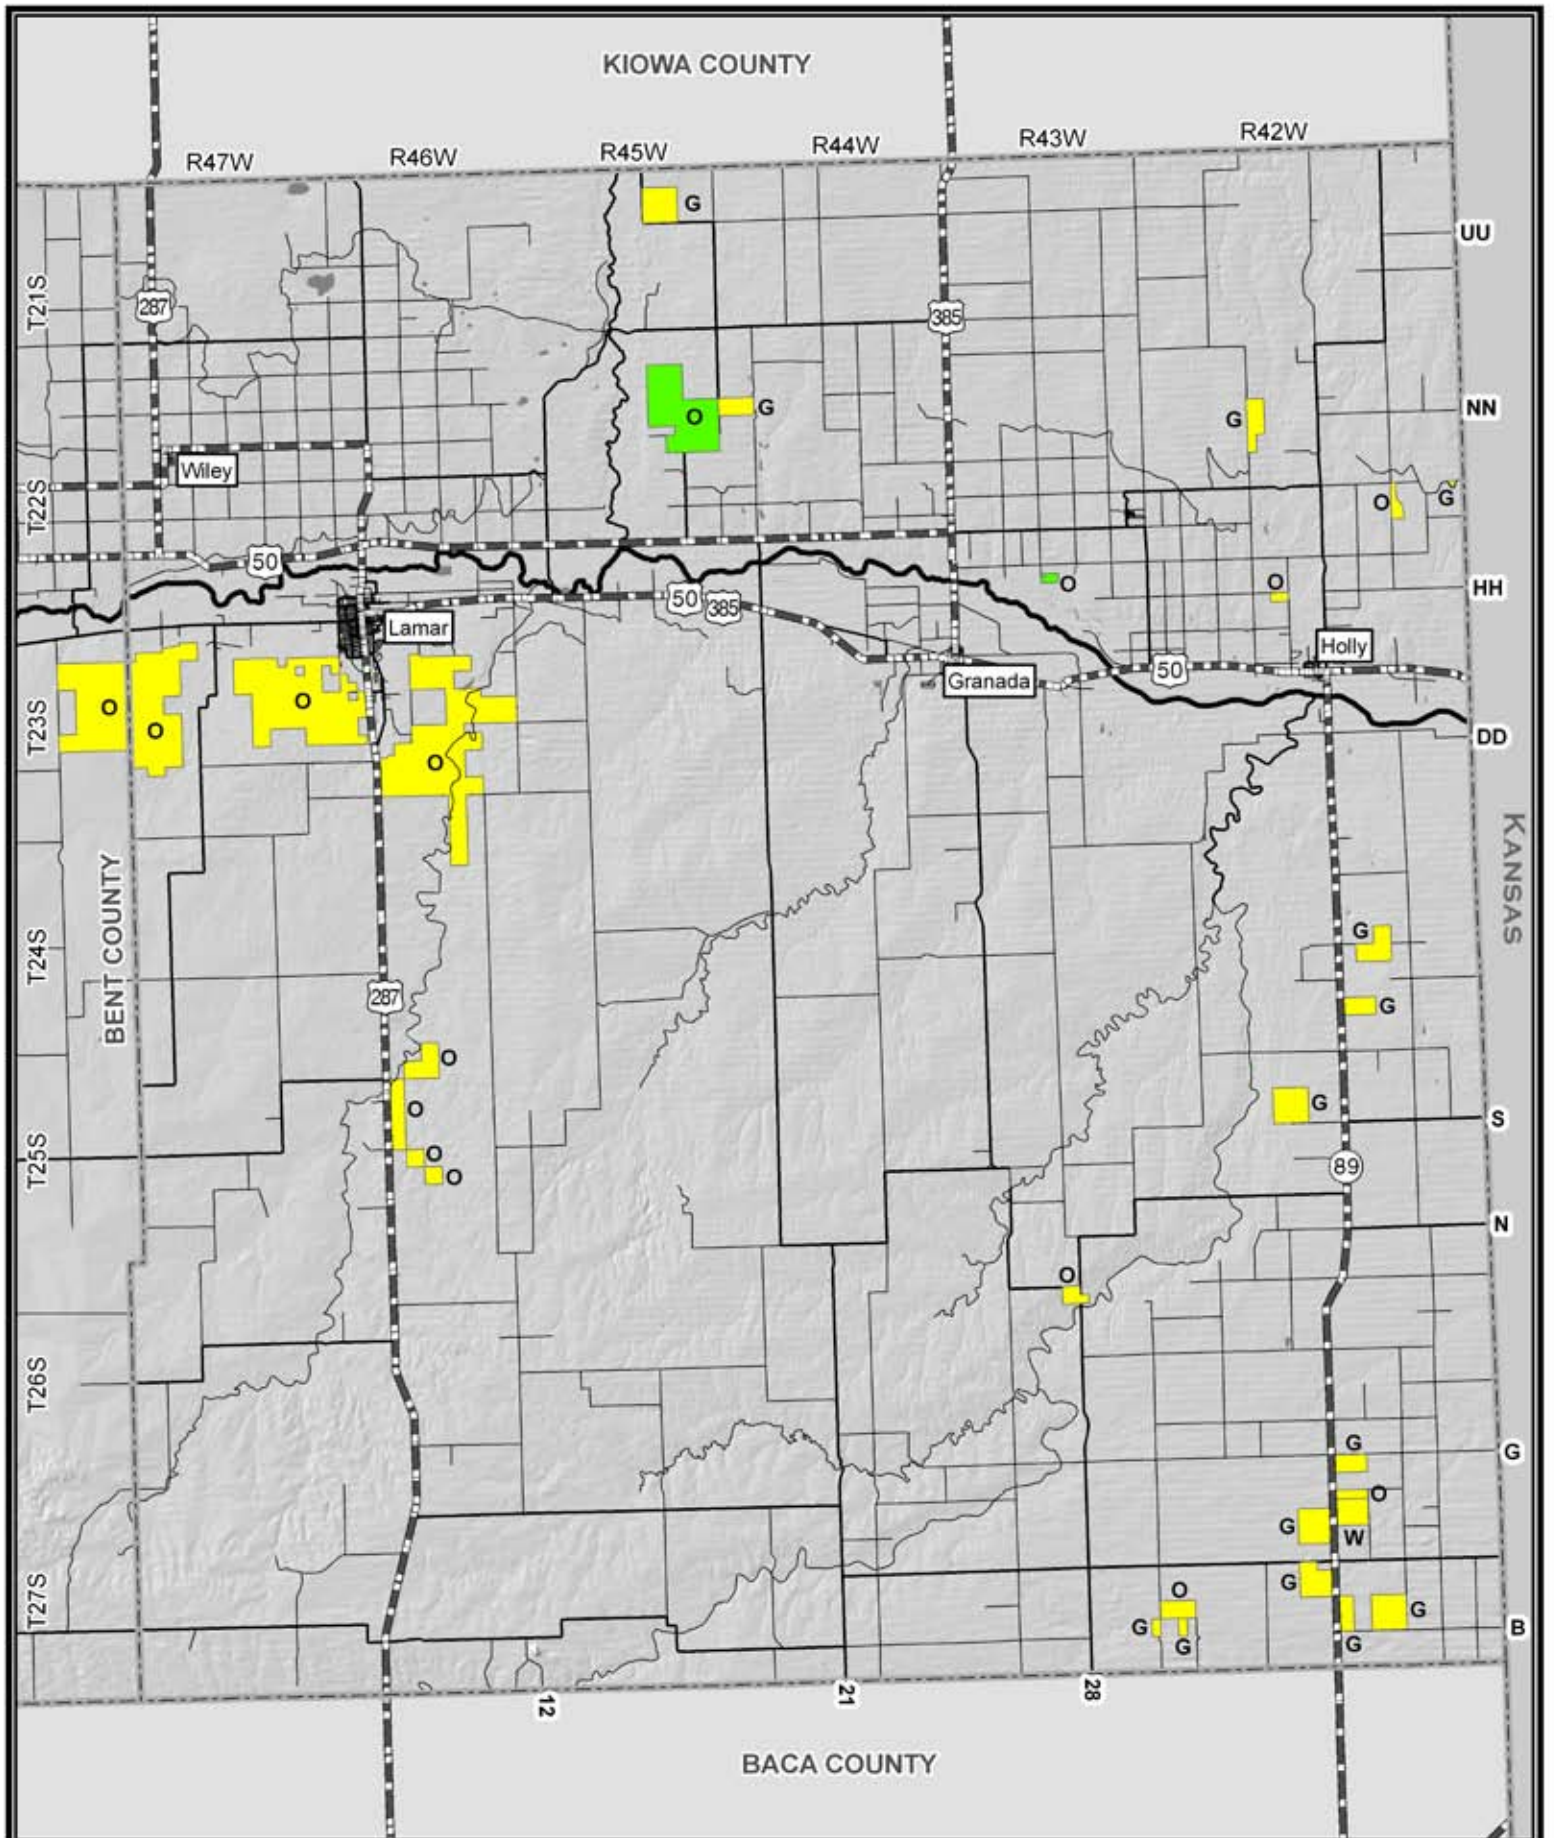 KIOWA COUNTY
R47W
R46W
R45W
R44W
R43W
R42W
G
UU
T21S
287
385
O
G
G
NN
Wiley
T22S
O
G
50
O
O
HH
50
385
Lamar
Holly
50
Granada
O
O
O
O
T23S
DD
KANSAS
BENT COUNTY
T24S
G
287
G
O
O
G
S
O
O
T25S
89
N
O
T26S
G
G
O
G
W
T27S
O
G
G
G
G
G
B
12
21
28
BACA COUNTY